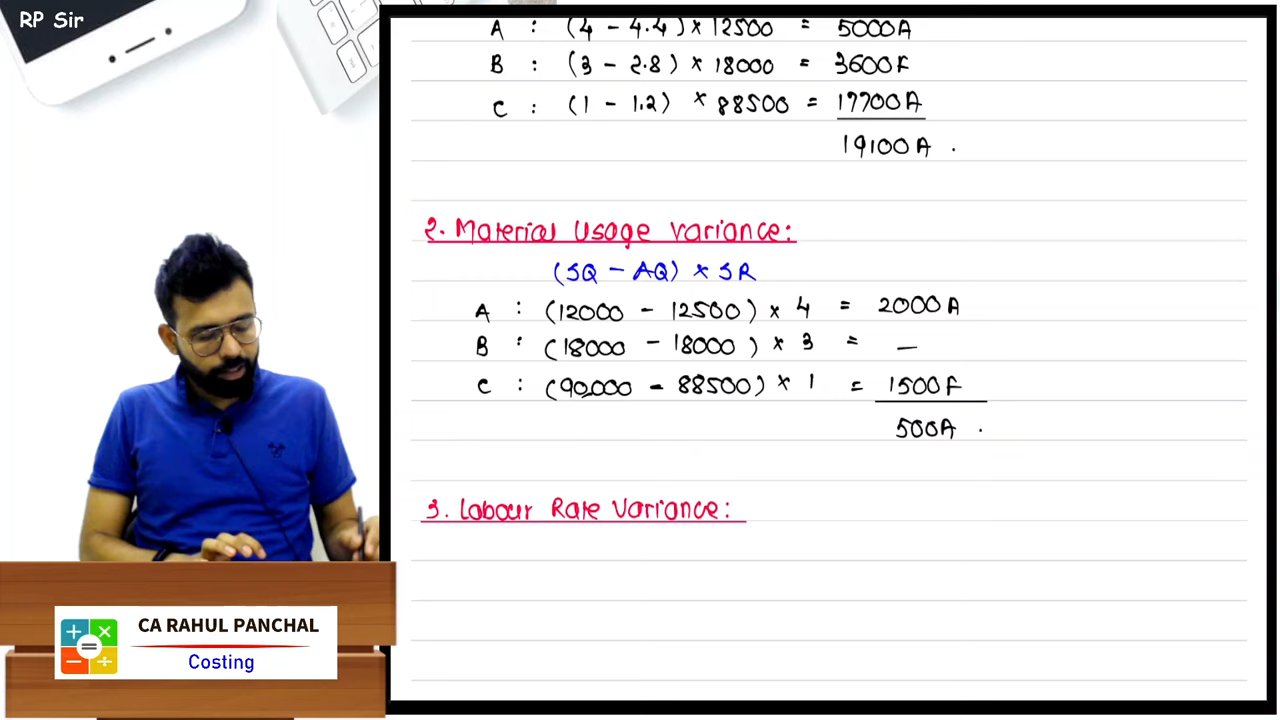 RP Sir
A : (4 - 4.4) × 12500 = 5000A
B : (3 - 2.8) × 18000 = 3600F
C : (1 - 1.2) × 88500 = 17700A
19100A .
2. Material Usage Variance:
(SQ - AQ) × SR
A : (12000 - 12500) × 4 = 2000A
B : (18000 - 18000) × 3 = —
C : (90,000 - 88500) × 1 = 1500F
500A .
3. Labour Rate Variance:
+ ×
=
- ÷
CA RAHUL PANCHAL
Costing